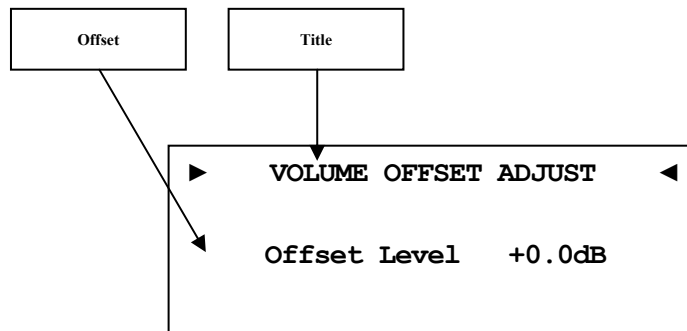 Offset
Title
► VOLUME OFFSET ADJUST ◄
Offset Level +0.0dB